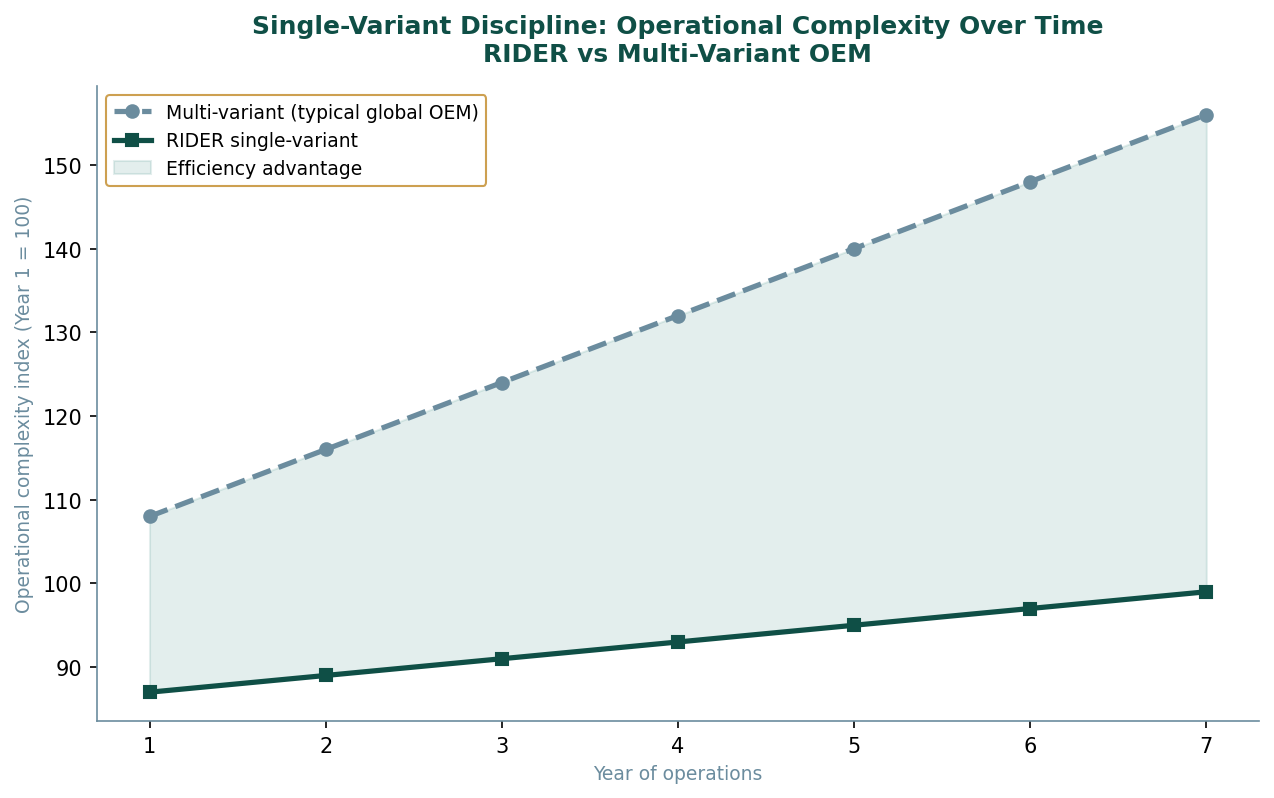 Single-Variant Discipline: Operational Complexity Over Time
RIDER vs Multi-Variant OEM
Multi-variant (typical global OEM)
RIDER single-variant
Efficiency advantage
Operational complexity index (Year 1 = 100)
150
140
130
120
110
100
90
1 2 3 4 5 6 7
Year of operations